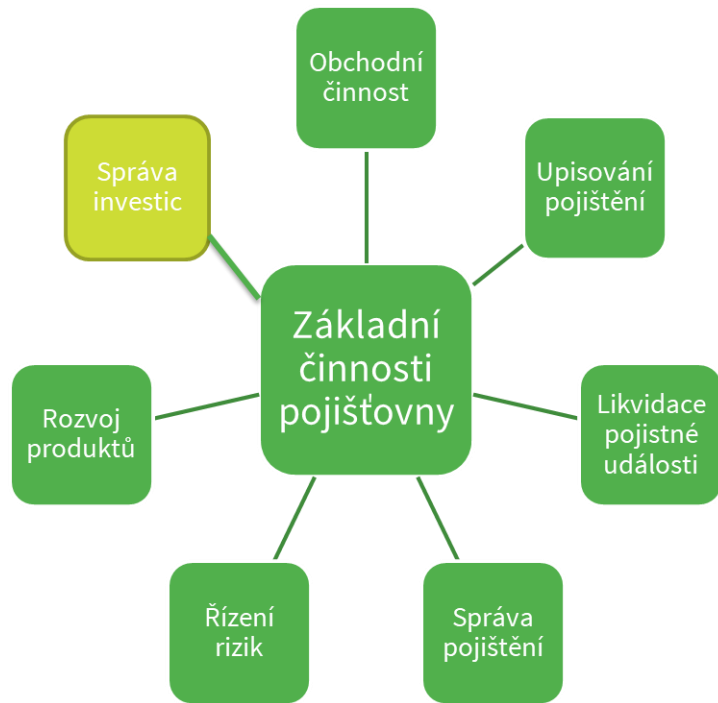 Obchodní
činnost
Správa
investic
Upisování
pojištění
Základní
činnosti
pojišťovny
Rozvoj
produktů
Likvidace
pojistné
události
Řízení
rizik
Správa
pojištění